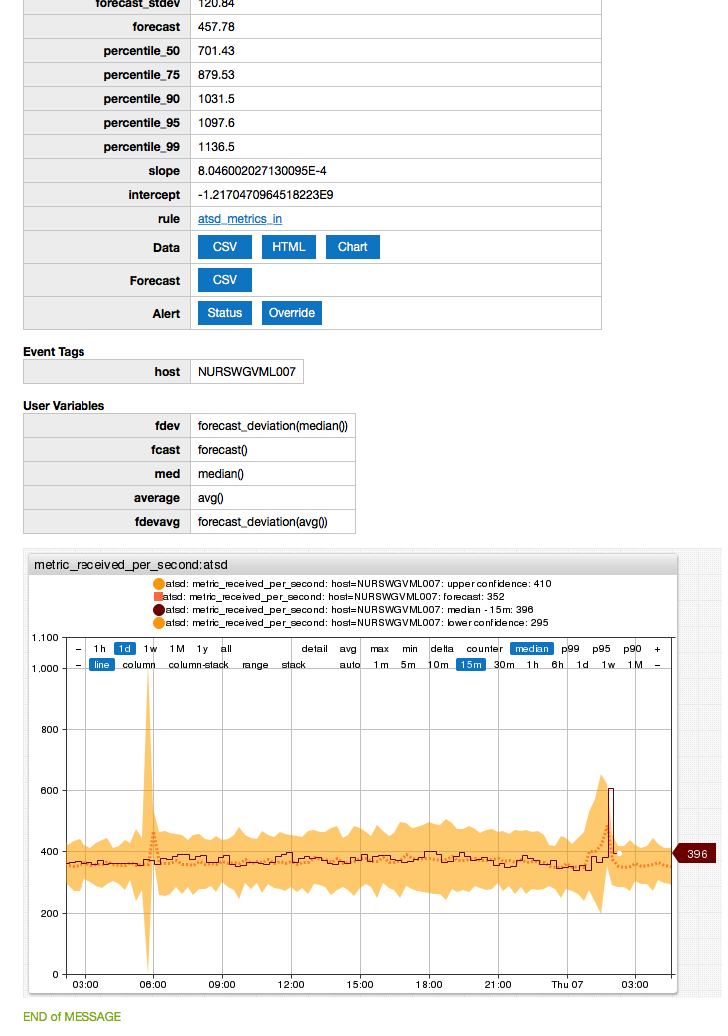 forecast_stdev 120.84
forecast 457.78
percentile_50 701.43
percentile_75 879.53
percentile_90 1031.5
percentile_95 1097.6
percentile_99 1136.5
slope 8.046002027130095E-4
intercept -1.2170470964518223E9
rule atsd_metrics_in
Data CSV HTML Chart
Forecast CSV
Alert Status Override
Event Tags
host NURSWGVML007
User Variables
fdev forecast_deviation(median())
fcast forecast()
med median()
average avg()
fdevavg forecast_deviation(avg())
metric_received_per_second:atsd
atsd: metric_received_per_second: host=NURSWGVML007: upper confidence: 410
atsd: metric_received_per_second: host=NURSWGVML007: forecast: 352
atsd: metric_received_per_second: host=NURSWGVML007: median - 15m: 396
atsd: metric_received_per_second: host=NURSWGVML007: lower confidence: 295
1,100
– 1h 1d 1w 1M 1y all detail avg max min delta counter median p99 p95 p90 +
– line column column-stack range stack auto 1m 5m 10m 15m 30m 1h 6h 1d 1w 1M –
1,000
800
600
400
396
200
0
03:00 06:00 09:00 12:00 15:00 18:00 21:00 Thu 07 03:00
END of MESSAGE